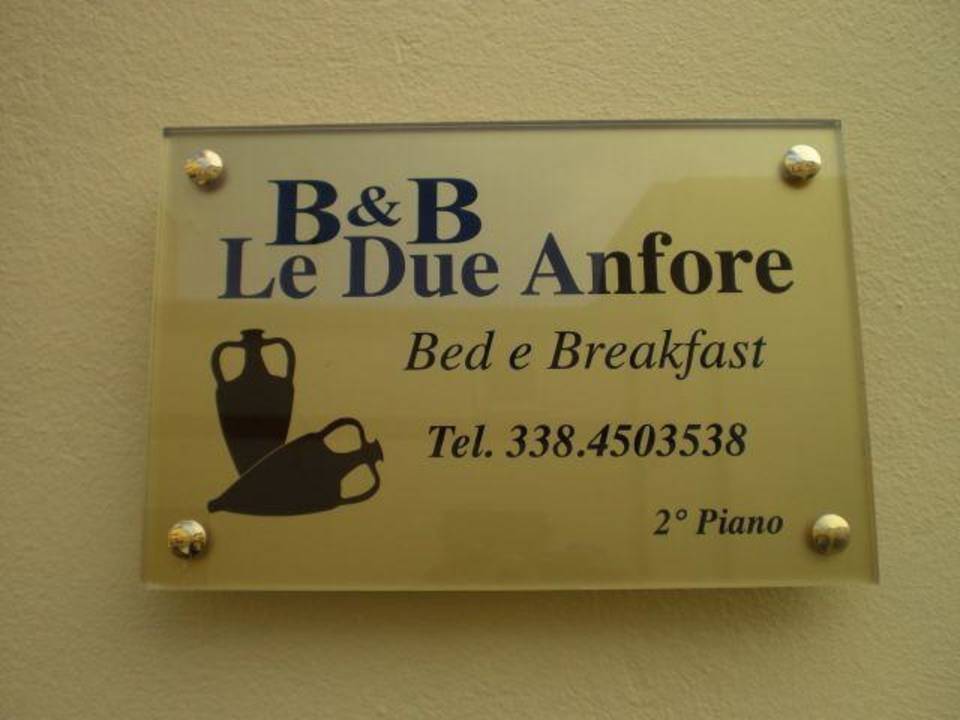 B&B
Le Due Anfore
Bed e Breakfast
Tel. 338.4503538
2° Piano